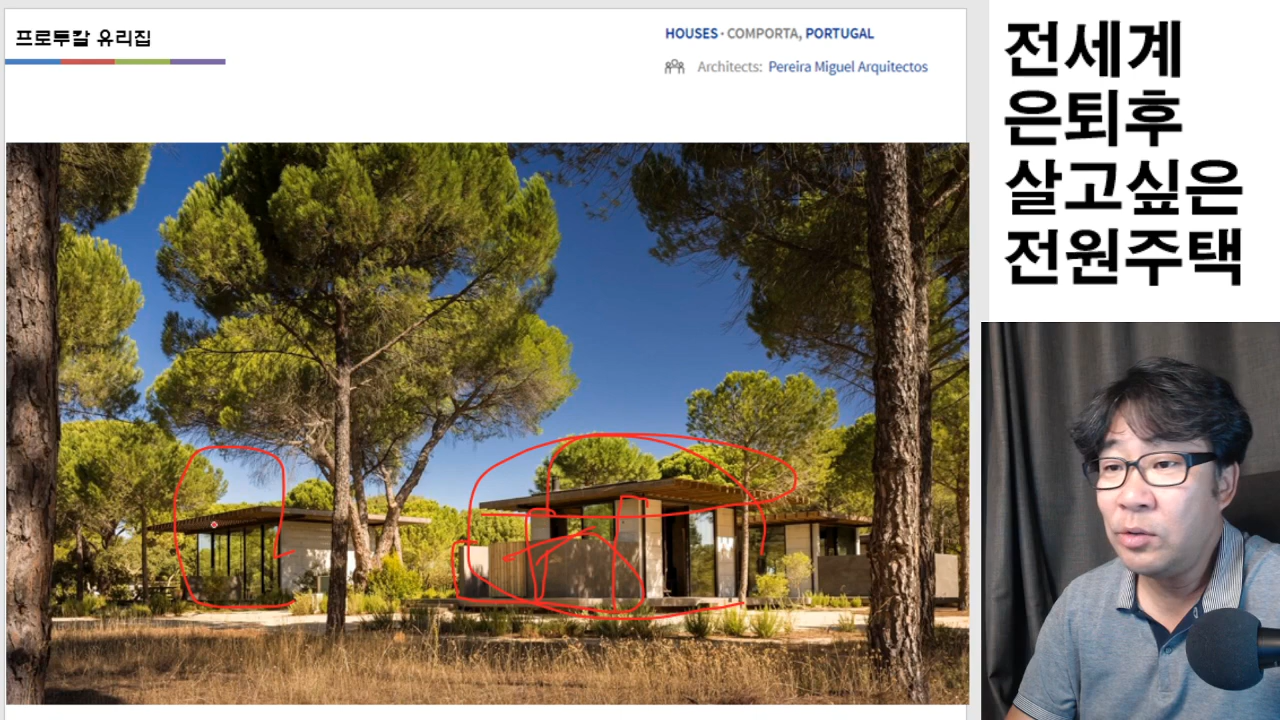 프로투칼 유리집
HOUSES · COMPORTA, PORTUGAL
Architects: Pereira Miguel Arquitectos
전세계
은퇴후
살고싶은
전원주택